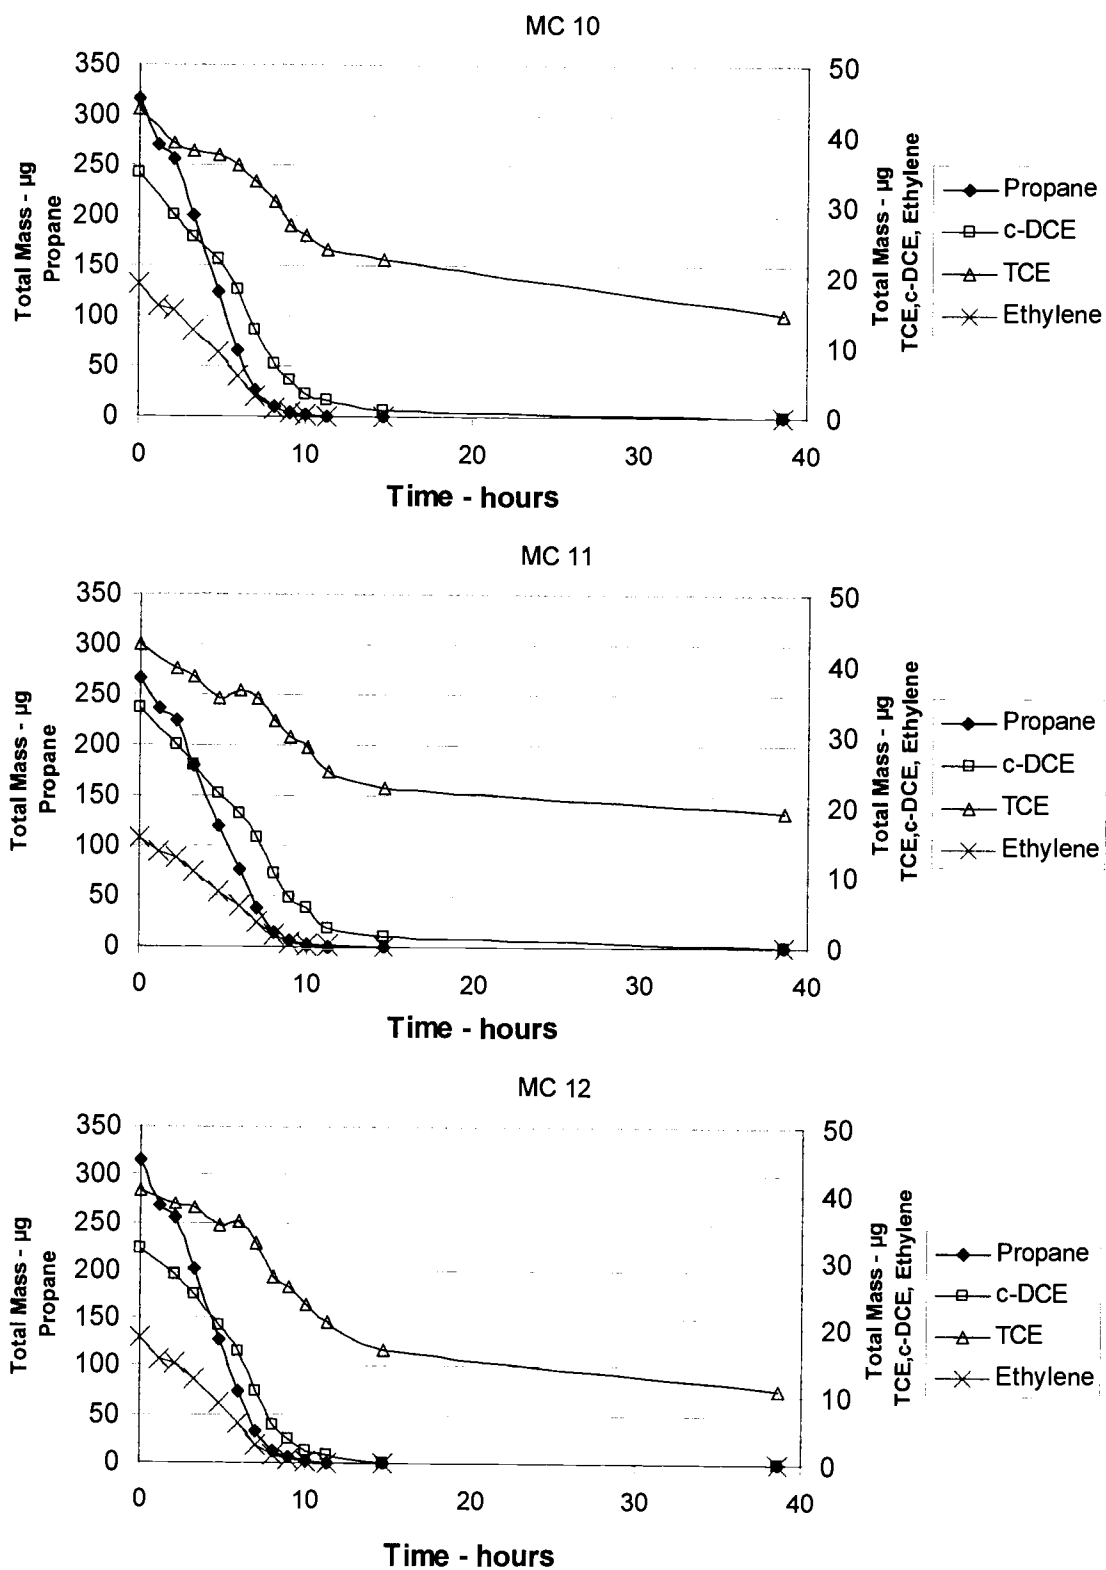 MC 10
350
300
250
200
150
100
50
0
Total Mass - µg
Propane
0 10 20 30 40
Time - hours
50
40
30
20
10
0
Total Mass - µg
TCE,c-DCE, Ethylene
Propane
c-DCE
TCE
Ethylene
MC 11
350
300
250
200
150
100
50
0
Total Mass - µg
Propane
0 10 20 30 40
Time - hours
50
40
30
20
10
0
Total Mass - µg
TCE,c-DCE, Ethylene
Propane
c-DCE
TCE
Ethylene
MC 12
350
300
250
200
150
100
50
0
Total Mass - µg
Propane
0 10 20 30 40
Time - hours
50
40
30
20
10
0
Total Mass - µg
TCE,c-DCE, Ethylene
Propane
c-DCE
TCE
Ethylene